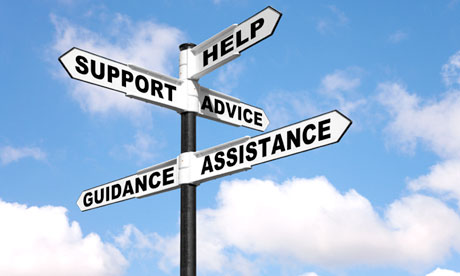 HELP
SUPPORT
ADVICE
ASSISTANCE
GUIDANCE